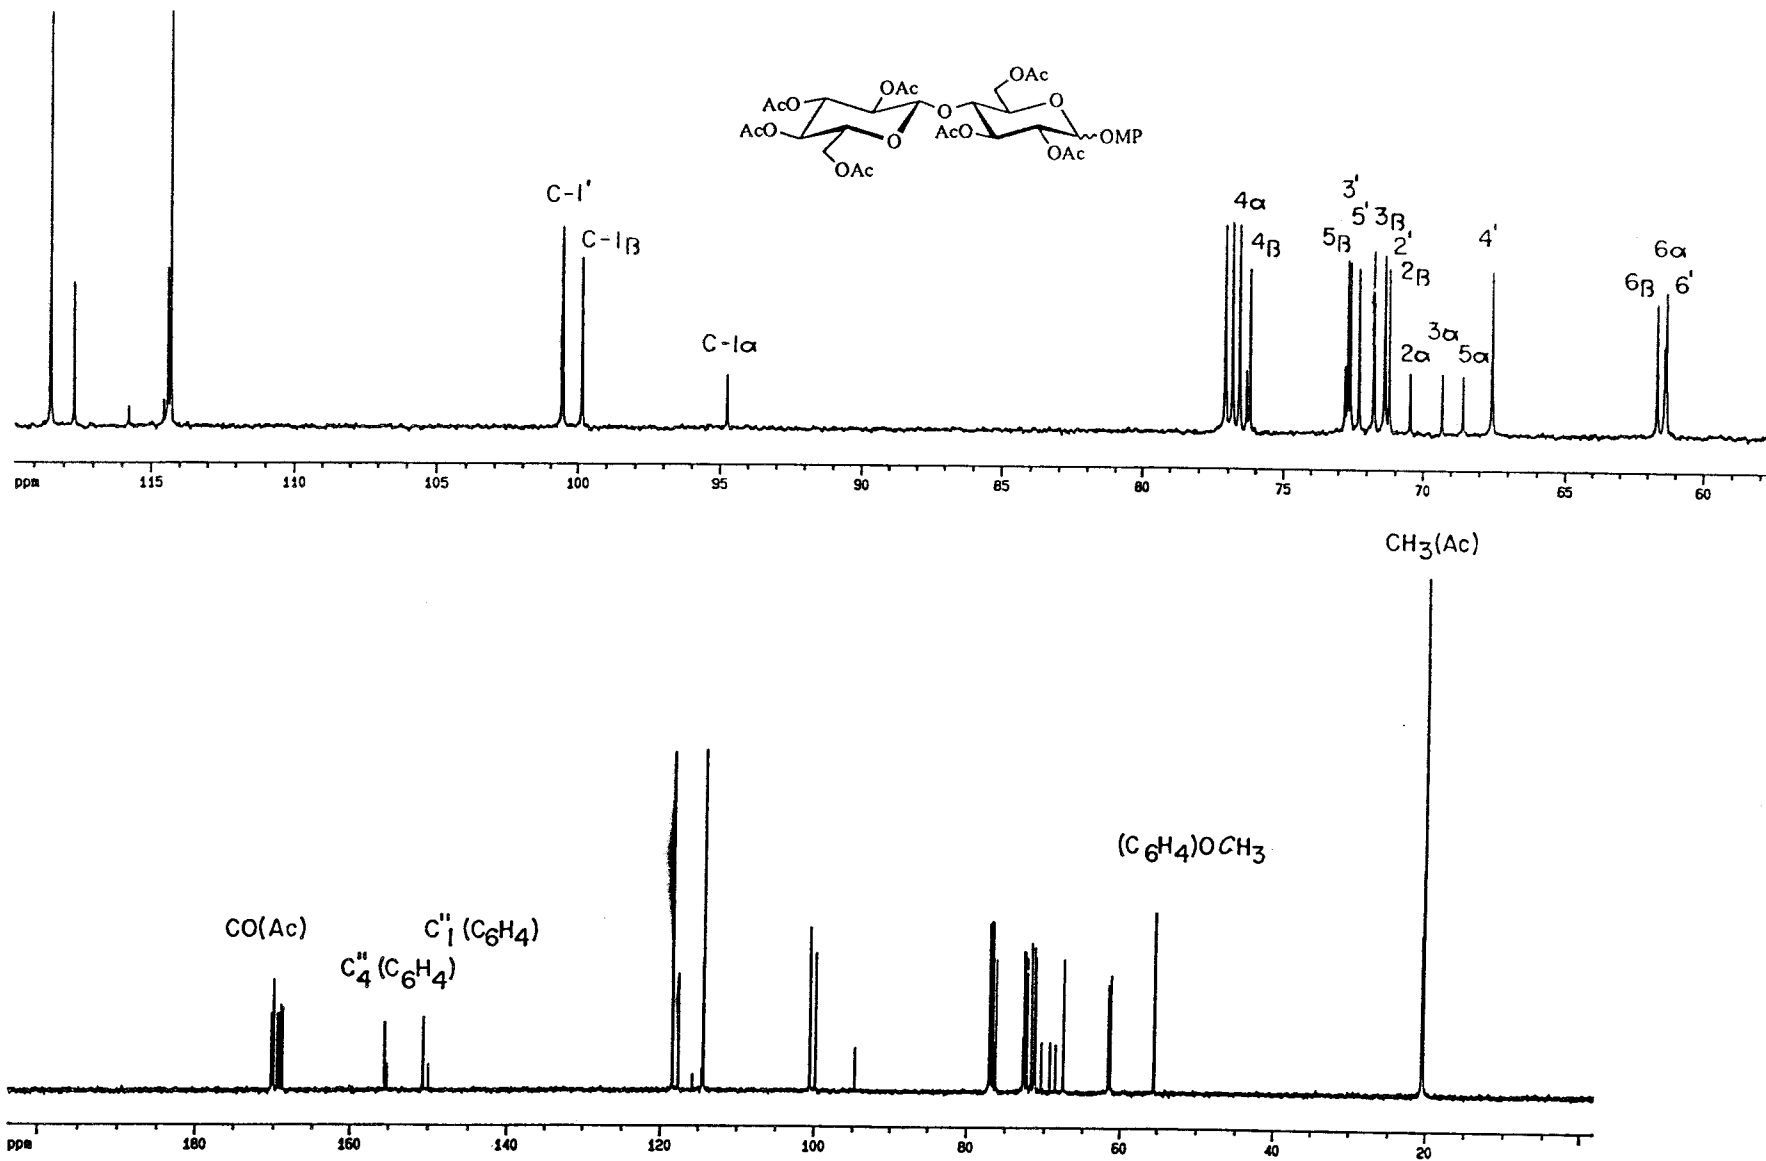 OAc
OAc
AcO
O
O
AcO
O
AcO
OAc
OMP
OAc
C-1'
C-1β
C-1α
4α
4β
5β
3'
5'
3β
2'
2β
2α
3α
5α
4'
6β
6α
6'
ppm 115 110 105 100 95 90 85 80 75 70 65 60
CH3(Ac)
(C6H4)OCH3
CO(Ac)
C"1 (C6H4)
C"4 (C6H4)
ppm 180 160 140 120 100 80 60 40 20